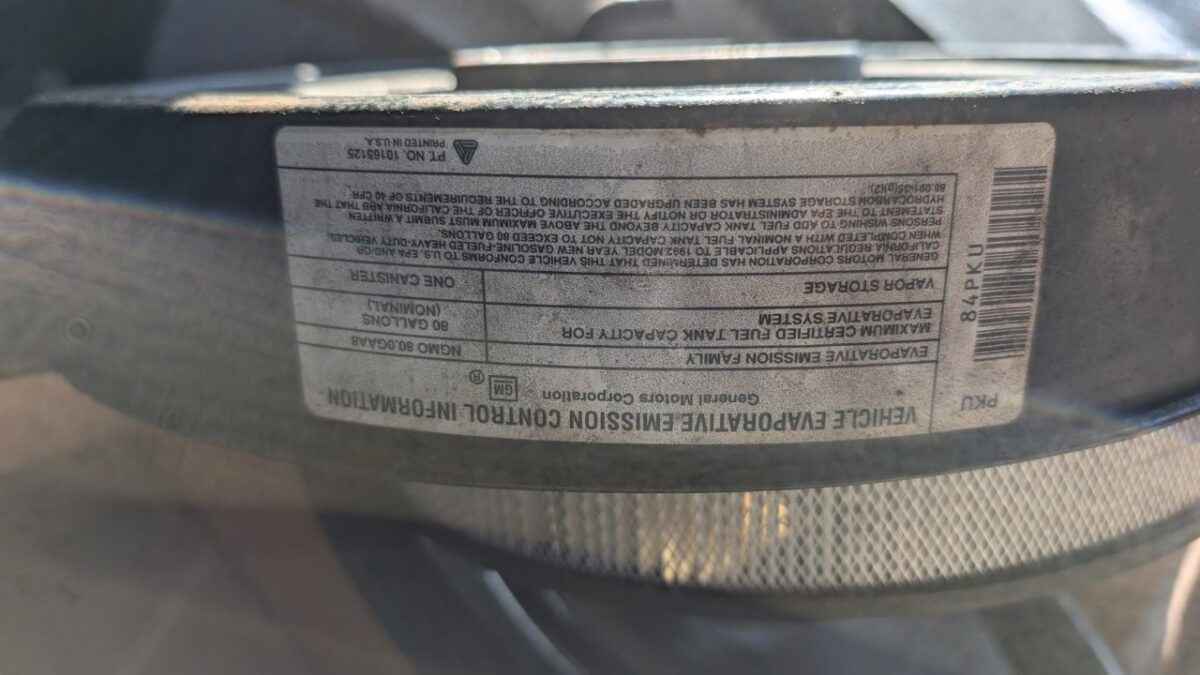 VEHICLE EVAPORATIVE EMISSION CONTROL INFORMATION
General Motors Corporation GM ®
EVAPORATIVE EMISSION FAMILY NGM0 80.0GAA8
MAXIMUM CERTIFIED FUEL TANK CAPACITY FOR EVAPORATIVE SYSTEM 80 GALLONS (NOMINAL)
VAPOR STORAGE ONE CANISTER
GENERAL MOTORS CORPORATION HAS DETERMINED THAT THIS VEHICLE CONFORMS TO U.S. EPA AND/OR
CALIFORNIA REGULATIONS APPLICABLE TO 1992 MODEL YEAR NEW GASOLINE-FUELED HEAVY-DUTY VEHICLES
WHEN COMPLETED WITH A NOMINAL FUEL TANK CAPACITY NOT TO EXCEED 80 GALLONS.
PERSONS WISHING TO ADD FUEL TANK CAPACITY BEYOND THE ABOVE MAXIMUM MUST SUBMIT A WRITTEN
STATEMENT TO THE EPA ADMINISTRATOR OR NOTIFY THE EXECUTIVE OFFICER OF THE CALIFORNIA ARB THAT THE
HYDROCARBON STORAGE SYSTEM HAS BEEN UPGRADED ACCORDING TO THE REQUIREMENTS OF 40 CFR
86.091-35(g)(2).
PT. NO. 10165125
PRINTED IN U.S.A.
PKU
84PKU